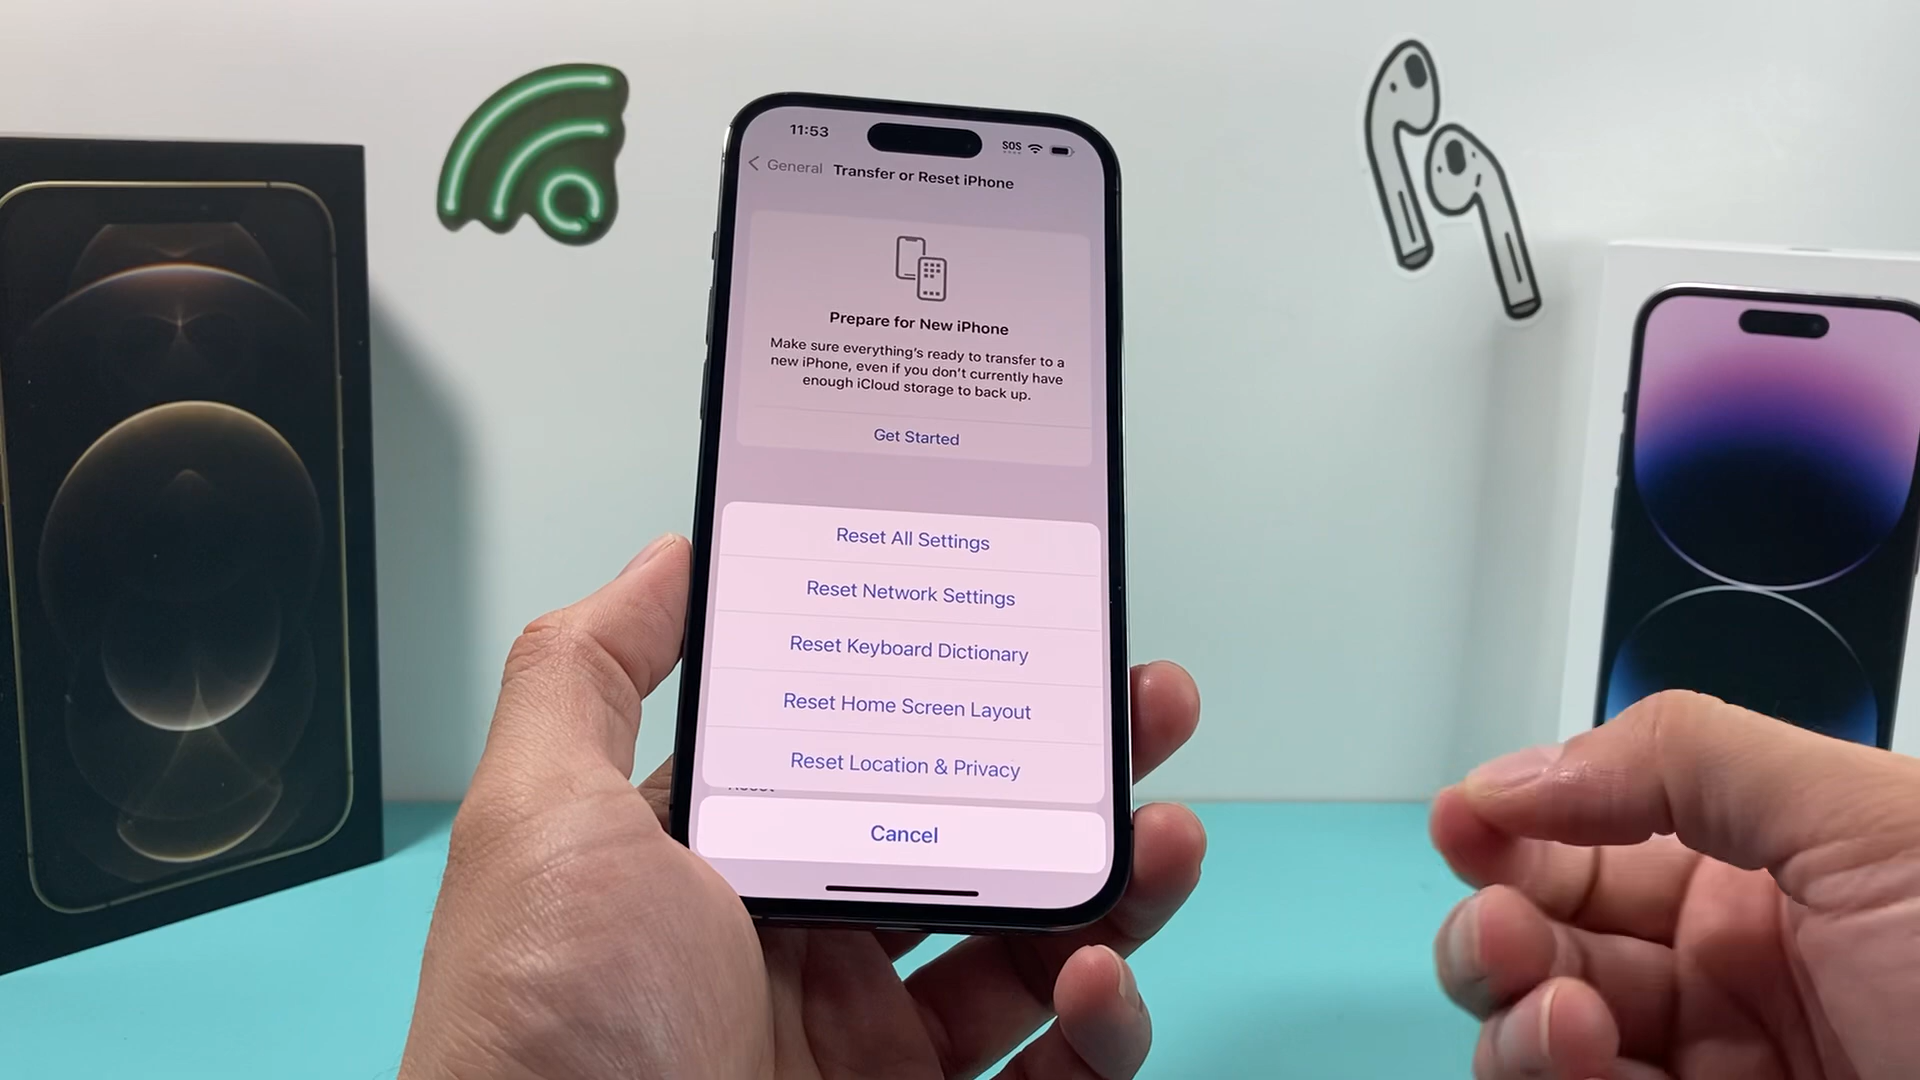 11:53
SOS
General
Transfer or Reset iPhone
Prepare for New iPhone
Make sure everything's ready to transfer to a
new iPhone, even if you don't currently have
enough iCloud storage to back up.
Get Started
Reset All Settings
Reset Network Settings
Reset Keyboard Dictionary
Reset Home Screen Layout
Reset Location & Privacy
Cancel